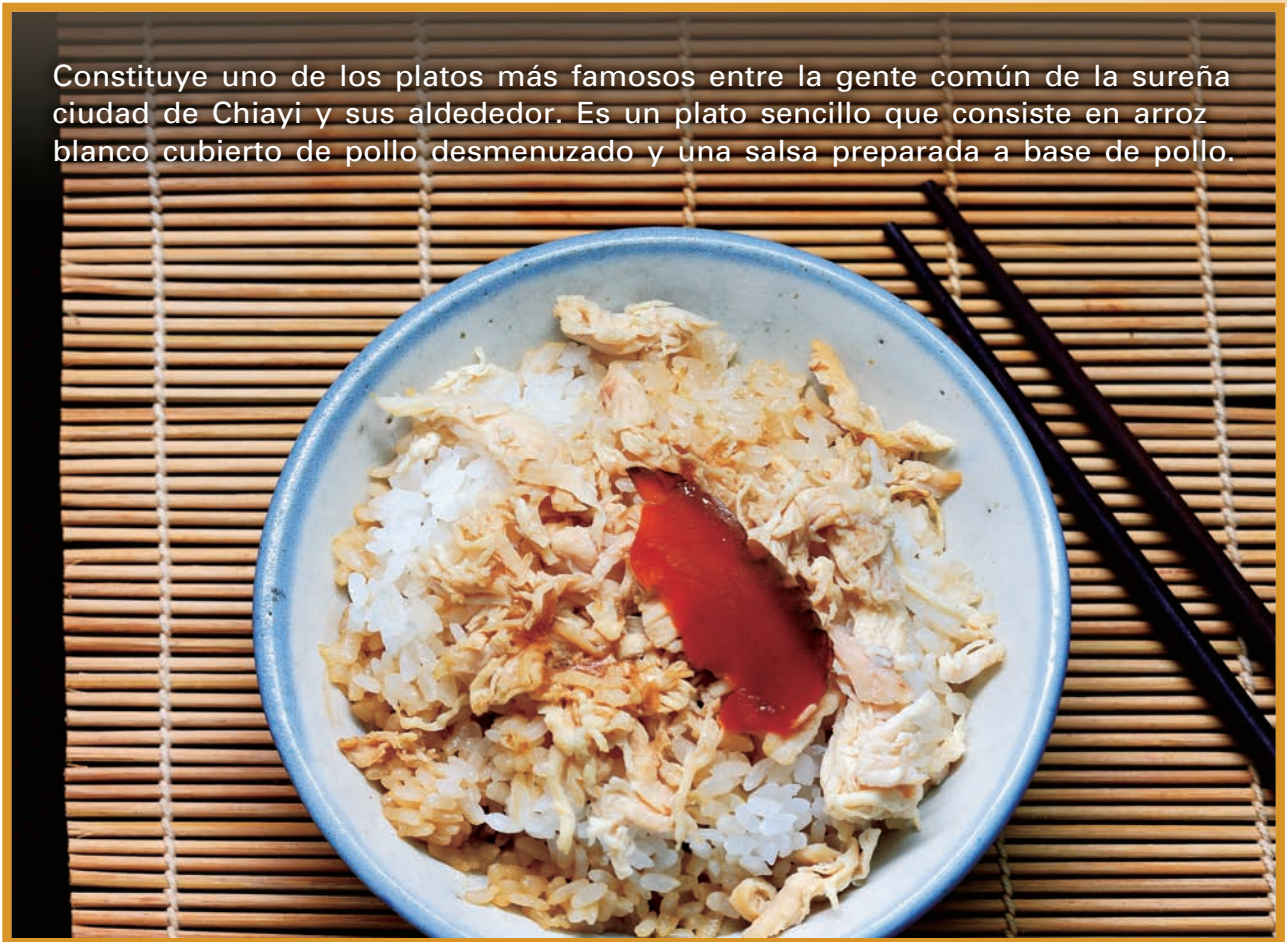 Constituye uno de los platos más famosos entre la gente común de la sureña
ciudad de Chiayi y sus aldededor. Es un plato sencillo que consiste en arroz
blanco cubierto de pollo desmenuzado y una salsa preparada a base de pollo.